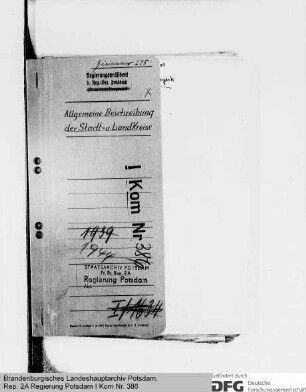 Regierungspräsident
Allgemeine Beschreibung
der Stadt- u. Landkreise
I Kom Nr. 386
1939
1944
STAATSARCHIV POTSDAM
Pr. Br. Rep. 2A
Regierung Potsdam
Brandenburgisches Landeshauptarchiv Potsdam,
Rep. 2A Regierung Potsdam I Kom Nr. 386
Gefördert durch
DFG Deutsche
Forschungsgemeinschaft